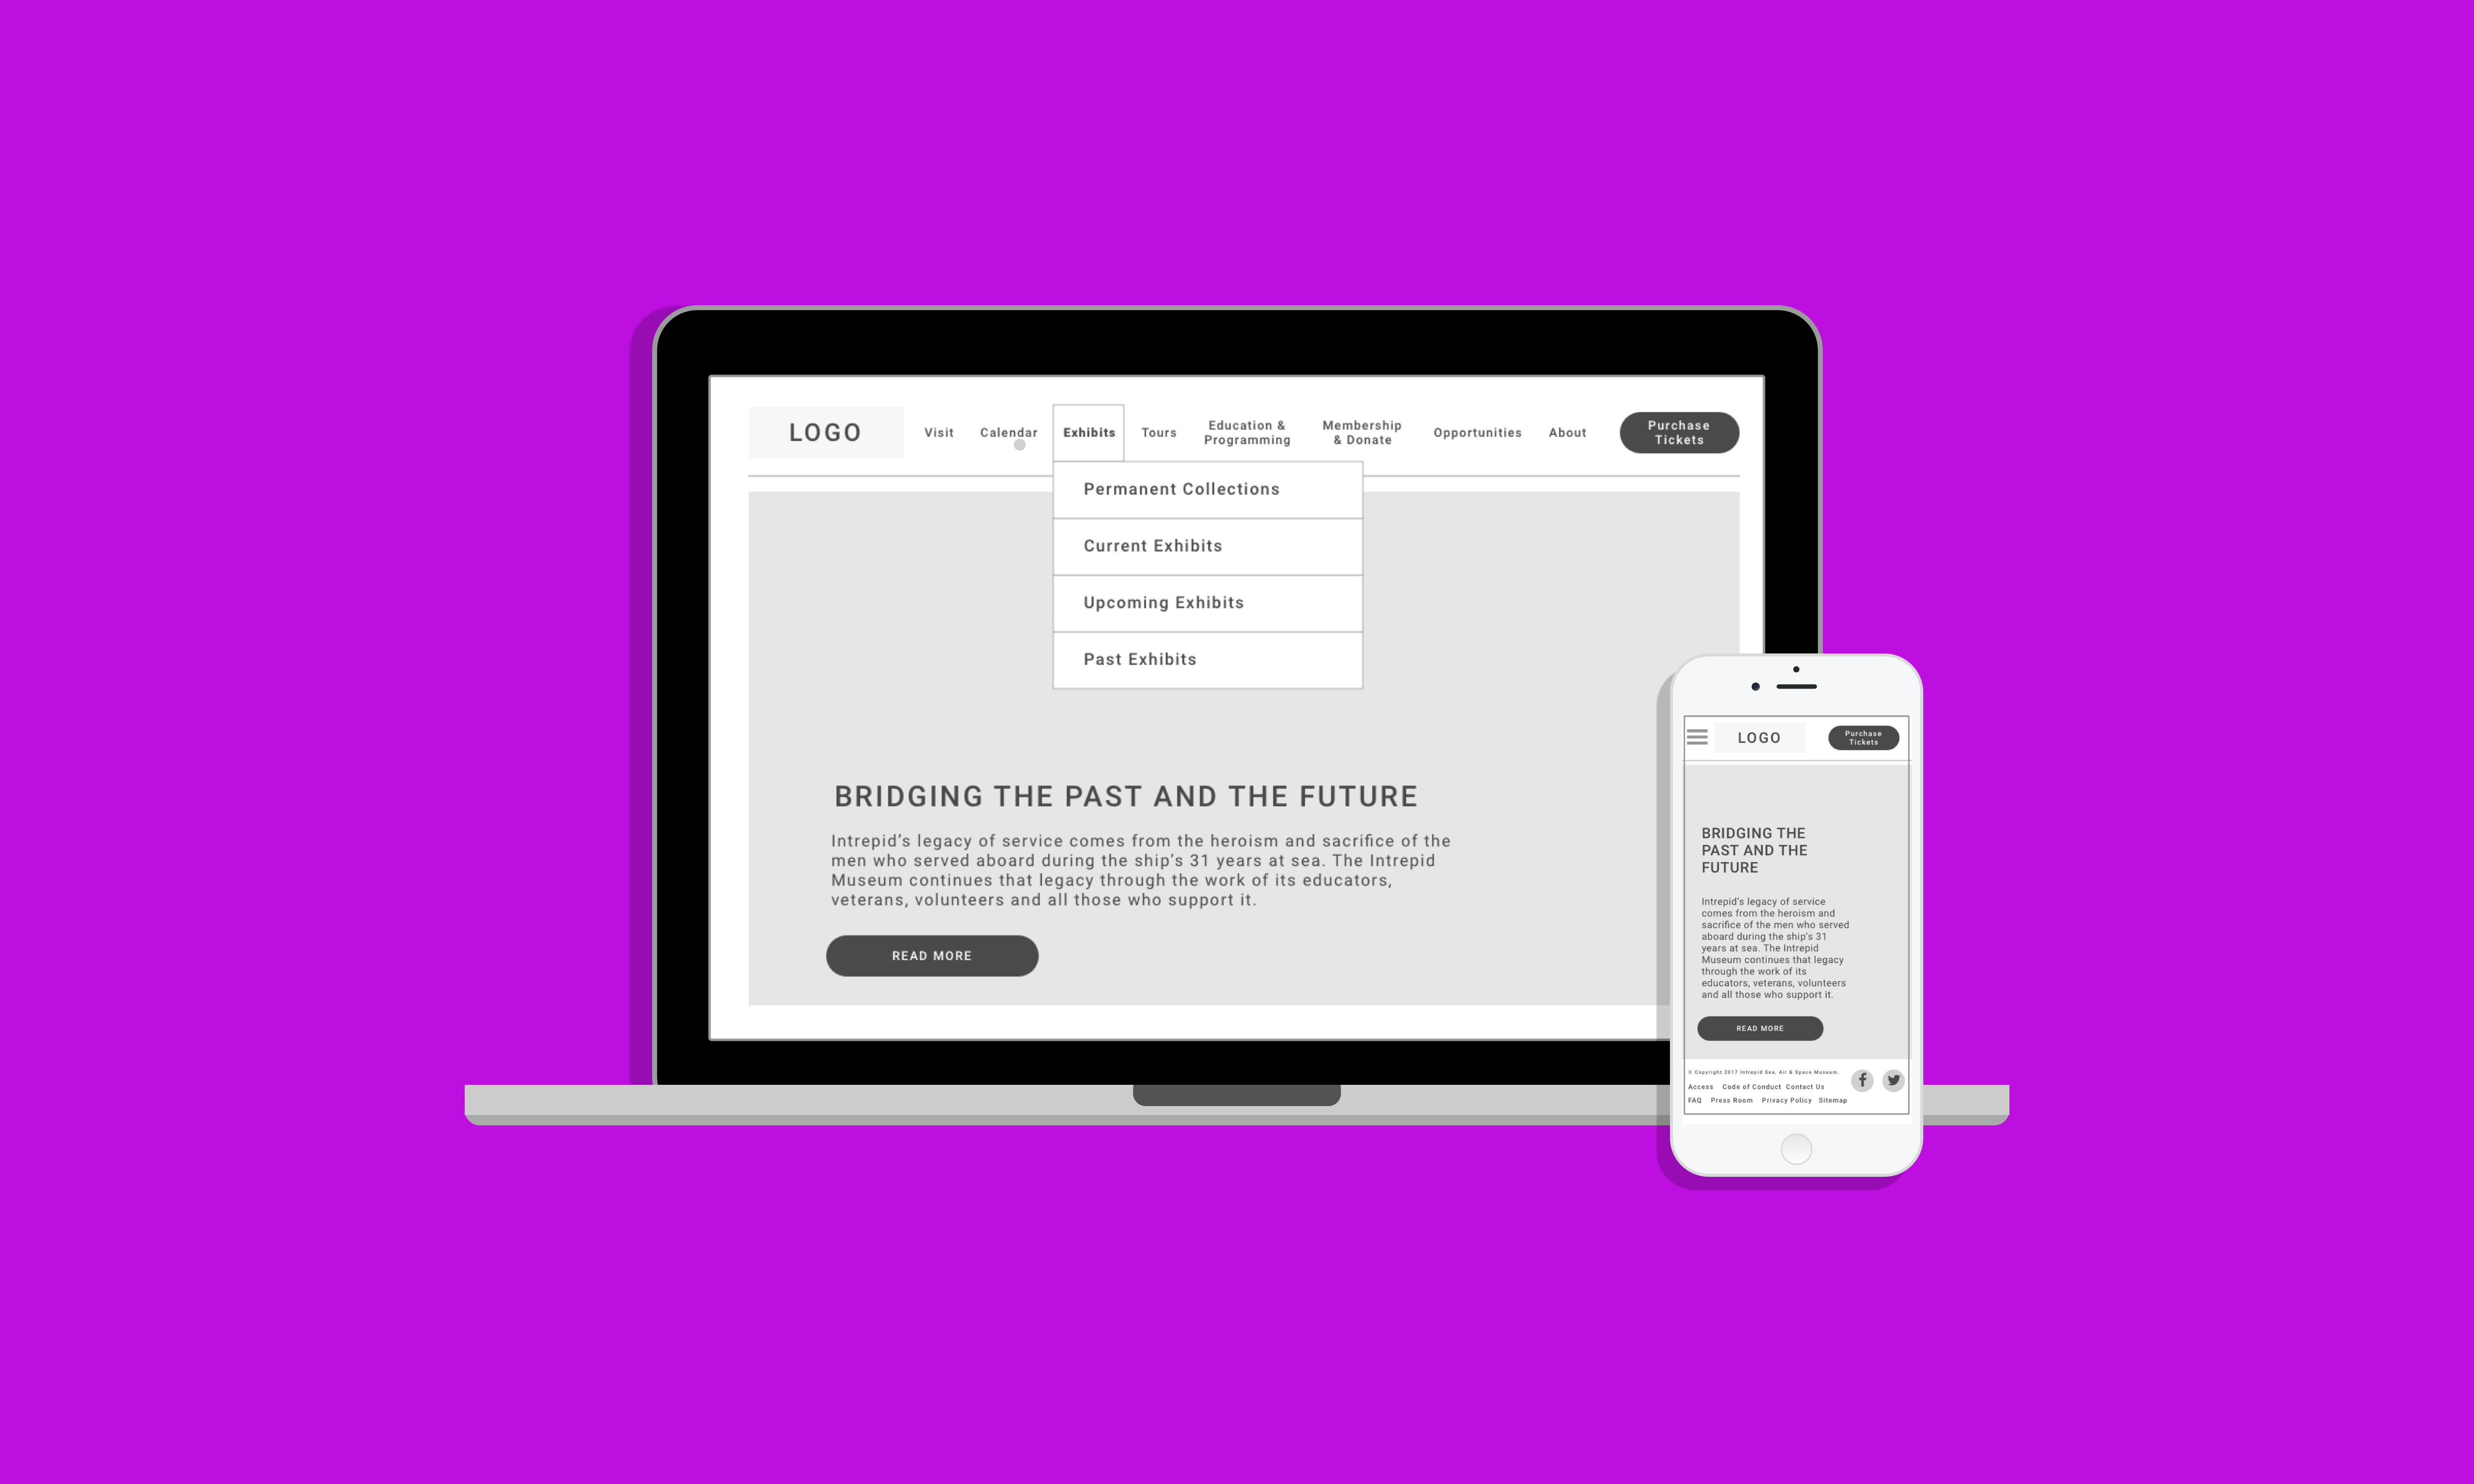 LOGO
Visit
Calendar
Exhibits
Tours
Education &
Programming
Membership
& Donate
Opportunities
About
Purchase
Tickets
Permanent Collections
Current Exhibits
Upcoming Exhibits
Past Exhibits
BRIDGING THE PAST AND THE FUTURE
Intrepid’s legacy of service comes from the heroism and sacrifice of the
men who served aboard during the ship’s 31 years at sea. The Intrepid
Museum continues that legacy through the work of its educators,
veterans, volunteers and all those who support it.
READ MORE
LOGO
Purchase
Tickets
BRIDGING THE
PAST AND THE
FUTURE
Intrepid’s legacy of service
comes from the heroism and
sacrifice of the men who served
aboard during the ship’s 31
years at sea. The Intrepid
Museum continues that legacy
through the work of its
educators, veterans, volunteers
and all those who support it.
READ MORE
© Copyright 2017 Intrepid Sea, Air & Space Museum.
Access Code of Conduct Contact Us
FAQ Press Room Privacy Policy Sitemap